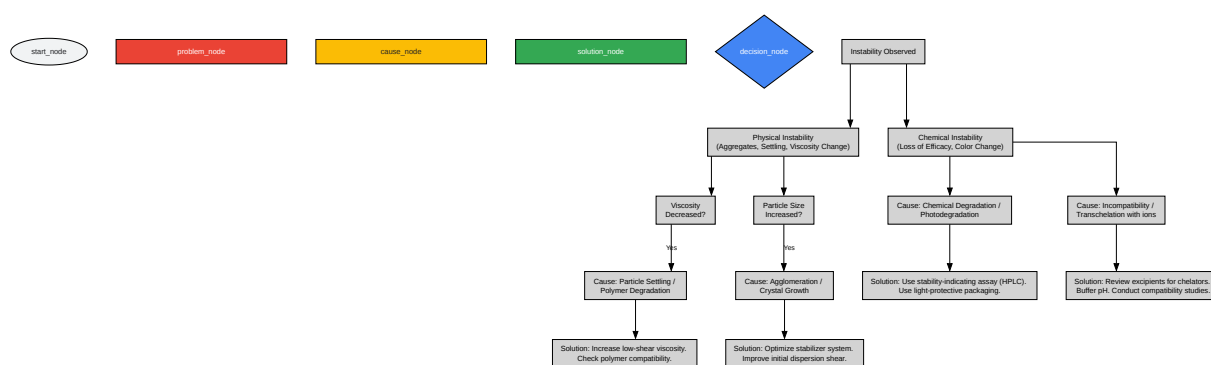 start_node
problem_node
cause_node
solution_node
decision_node
Instability Observed
Physical Instability
(Aggregates, Settling, Viscosity Change)
Chemical Instability
(Loss of Efficacy, Color Change)
Viscosity
Decreased?
Particle Size
Increased?
Cause: Chemical Degradation /
Photodegradation
Cause: Incompatibility /
Transchelation with ions
Yes
Yes
Cause: Particle Settling /
Polymer Degradation
Cause: Agglomeration /
Crystal Growth
Solution: Use stability-indicating assay (HPLC).
Use light-protective packaging.
Solution: Review excipients for chelators.
Buffer pH. Conduct compatibility studies.
Solution: Increase low-shear viscosity.
Check polymer compatibility.
Solution: Optimize stabilizer system.
Improve initial dispersion shear.